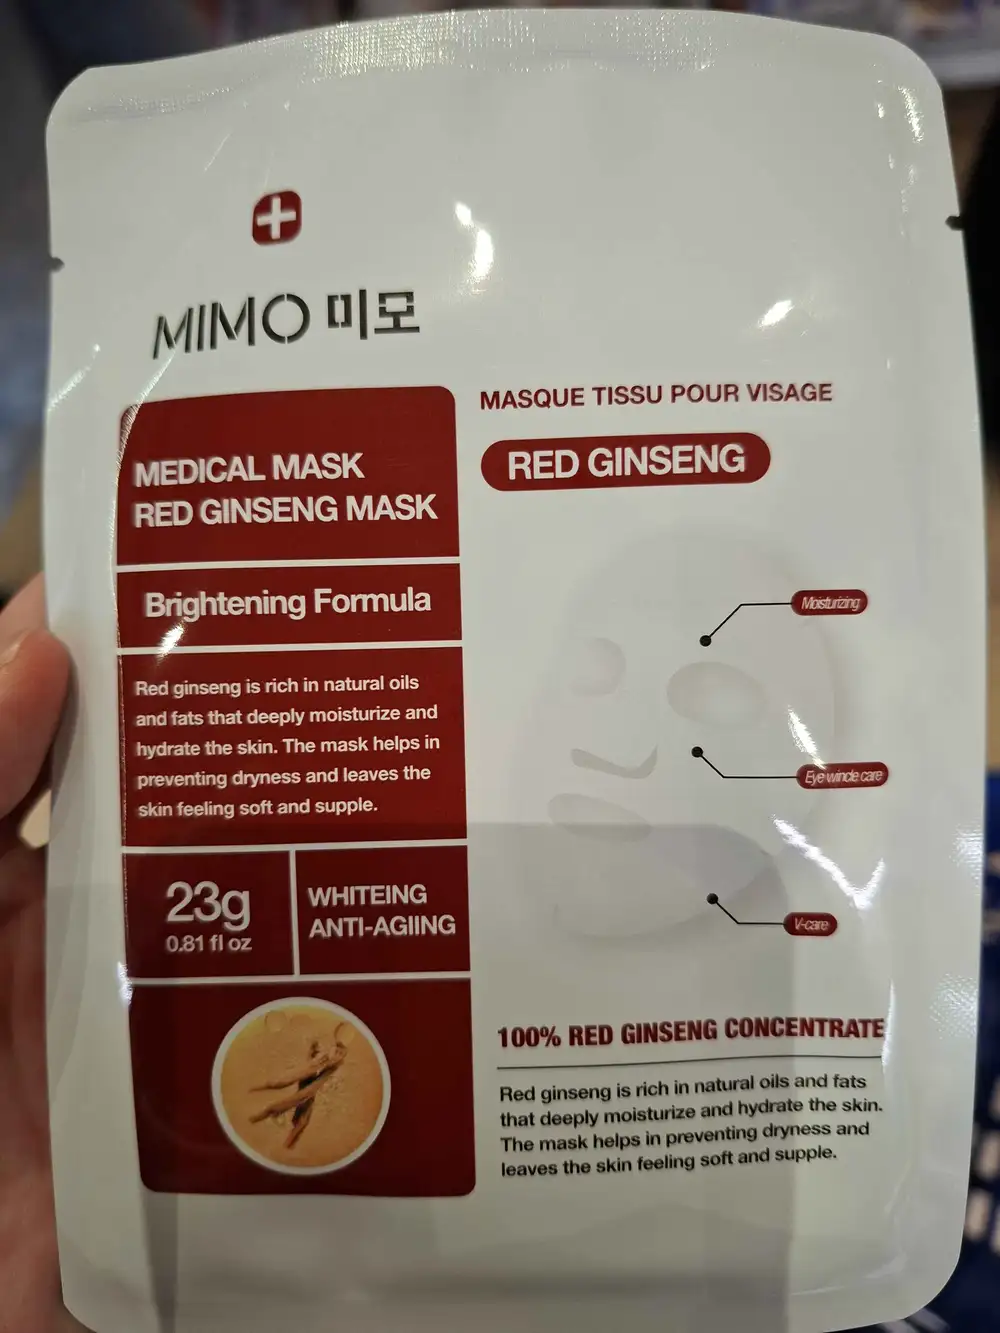 MIMO 미모
MEDICAL MASK
RED GINSENG MASK
Brightening Formula
Red ginseng is rich in natural oils
and fats that deeply moisturize and
hydrate the skin. The mask helps in
preventing dryness and leaves the
skin feeling soft and supple.
23g
0.81 fl oz
WHITEING
ANTI-AGIING
MASQUE TISSU POUR VISAGE
RED GINSENG
Moisturizing
Eye wincle care
V-care
100% RED GINSENG CONCENTRATE
Red ginseng is rich in natural oils and fats
that deeply moisturize and hydrate the skin.
The mask helps in preventing dryness and
leaves the skin feeling soft and supple.